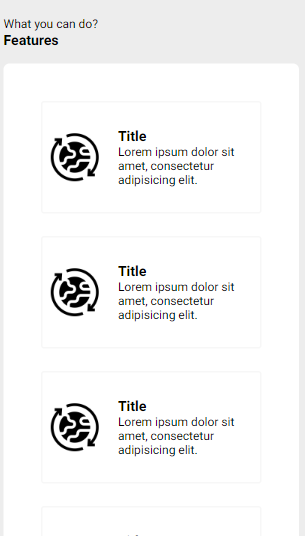 What you can do?
Features
Title
Lorem ipsum dolor sit
amet, consectetur
adipisicing elit.
Title
Lorem ipsum dolor sit
amet, consectetur
adipisicing elit.
Title
Lorem ipsum dolor sit
amet, consectetur
adipisicing elit.